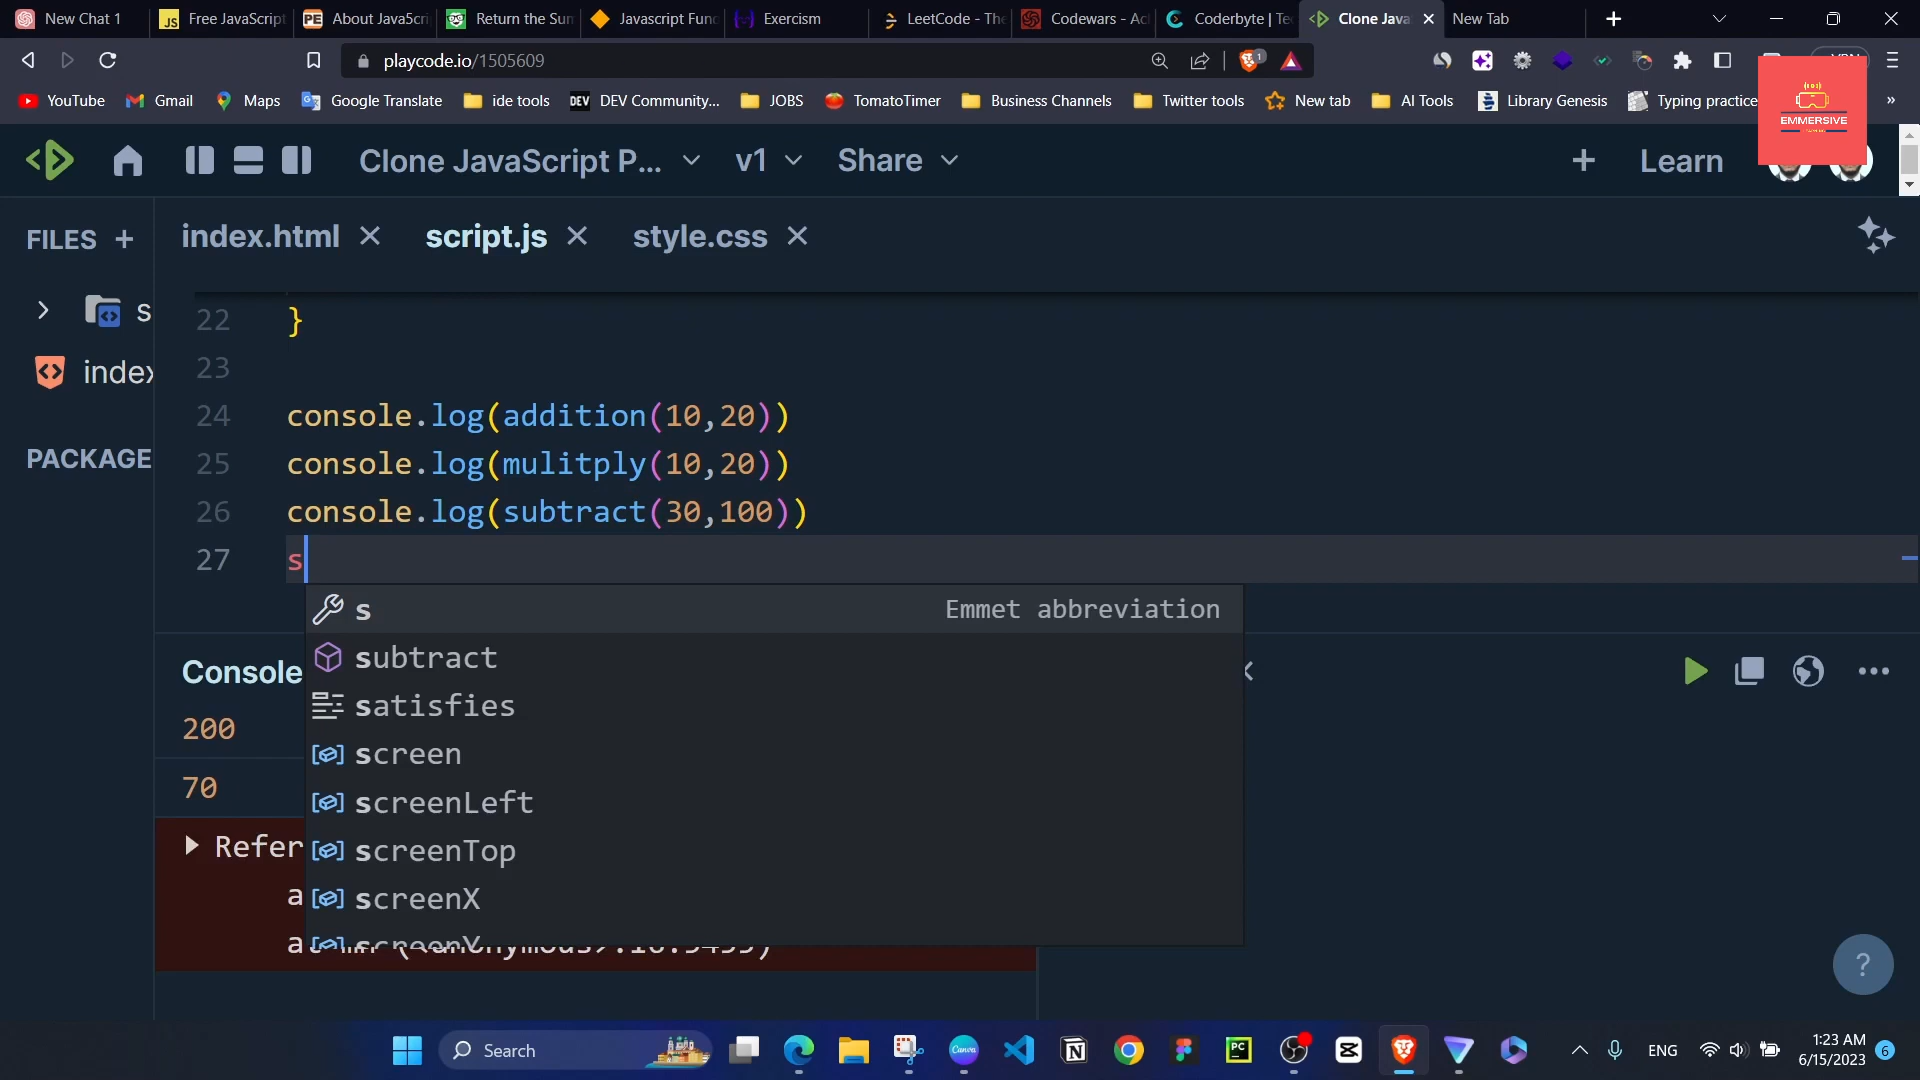 New Chat 1
Free JavaScript
About JavaScri
Return the Sum
Javascript Func
Exercism
LeetCode - The
Codewars - Ac
Coderbyte | Te
Clone Java
New Tab
playcode.io/1505609
YouTube
Gmail
Maps
Google Translate
ide tools
DEV Community...
JOBS
TomatoTimer
Business Channels
Twitter tools
New tab
AI Tools
Library Genesis
Typing practice
»
EMMERSIVE
Clone JavaScript P...
v1
Share
+ Learn
FILES +
index.html
script.js
style.css
s
index
PACKAGE
22 }
23
24 console.log(addition(10,20))
25 console.log(mulitply(10,20))
26 console.log(subtract(30,100))
27 s
s Emmet abbreviation
subtract
satisfies
screen
screenLeft
screenTop
screenX
screenY
Console
200
70
Refer
a
?
Search
ENG
1:23 AM
6/15/2023
6